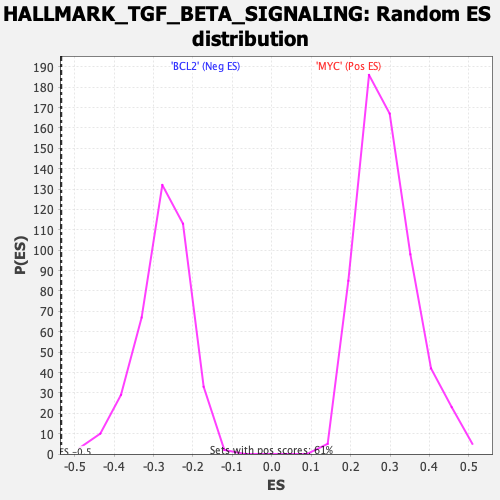 HALLMARK_TGF_BETA_SIGNALING: Random ES
distribution
'BCL2' (Neg ES)
'MYC' (Pos ES)
190
180
170
160
150
140
130
120
110
100
90
80
70
60
50
40
30
20
10
0
P(ES)
ES -0.5
Sets with pos scores: 61%
-0.5 -0.4 -0.3 -0.2 -0.1 0.0 0.1 0.2 0.3 0.4 0.5
ES